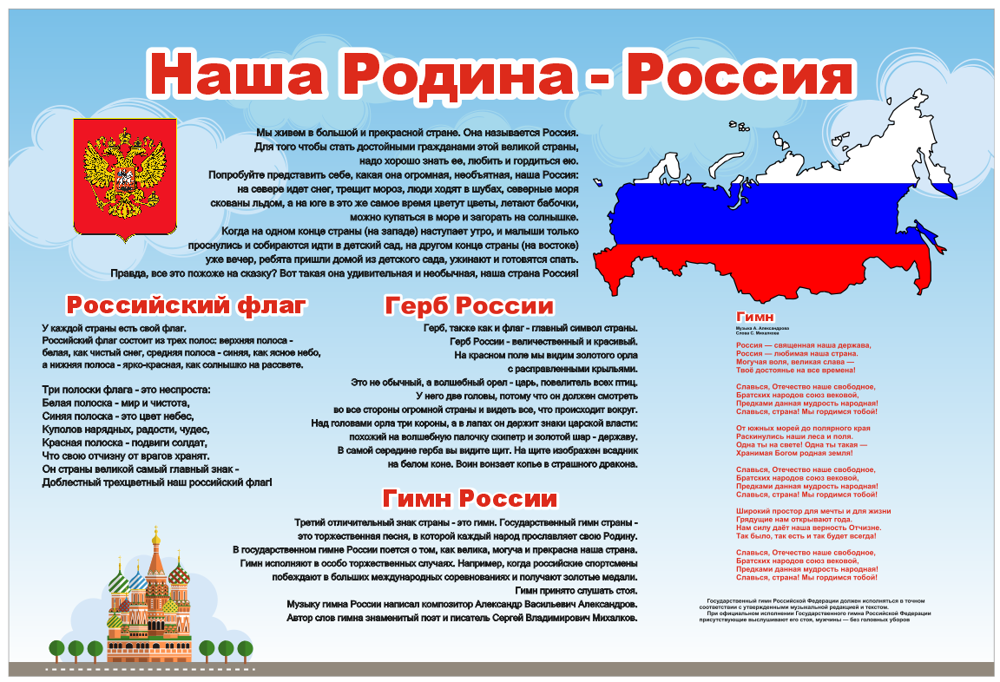 Наша Родина - Россия
Мы живем в большой и прекрасной стране. Она называется Россия.
Для того чтобы стать достойными гражданами этой великой страны,
надо хорошо знать ее, любить и гордиться ею.
Попробуйте представить себе, какая она огромная, необъятная, наша Россия:
на севере идет снег, трещит мороз, люди ходят в шубах, северные моря
скованы льдом, а на юге в это же самое время цветут цветы, летают бабочки,
можно купаться в море и загорать на солнышке.
Когда на одном конце страны (на западе) наступает утро, и малыши только
проснулись и собираются идти в детский сад, на другом конце страны (на востоке)
уже вечер, ребята пришли домой из детского сада, ужинают и готовятся спать.
Правда, все это пожоже на сказку? Вот такая она удивительная и необычная, наша страна Россия!
Российский флаг
У каждой страны есть свой флаг.
Российский флаг состоит из трех полос: верхняя полоса -
белая, как чистый снег, средняя полоса - синяя, как ясное небо,
а нижняя полоса - ярко-красная, как солнышко на рассвете.
Три полоски флага - это неспроста:
Белая полоска - мир и чистота,
Синяя полоска - это цвет небес,
Куполов нарядных, радости, чудес,
Красная полоска - подвиги солдат,
Что свою отчизну от врагов хранят.
Он страны великой самый главный знак -
Доблестный трехцветный наш российский флаг!
Герб России
Герб, также как и флаг - главный символ страны.
Герб России - величественный и красивый.
На красном поле мы видим золотого орла
с расправленными крыльями.
Это не обычный, а волшебный орел - царь, повелитель всех птиц.
У него две головы, потому что он должен смотреть
во все стороны огромной страны и видеть все, что происходит вокруг.
Над головами орла три короны, а в лапах он держит знаки царской власти:
похожий на волшебную палочку скипетр и золотой шар - державу.
В самой середине герба вы видите щит. На щите изображен всадник
на белом коне. Воин вонзает копье в страшного дракона.
Гимн России
Третий отличительный знак страны - это гимн. Государственный гимн страны -
это торжественная песня, в которой каждый народ прославляет свою Родину.
В государственном гимне России поется о том, как велика, могуча и прекрасна наша страна.
Гимн исполняют в особо торжественных случаях. Например, когда российские спортсмены
побеждают в больших международных соревнованиях и получают золотые медали.
Гимн принято слушать стоя.
Музыку гимна России написал композитор Александр Васильевич Александров.
Автор слов гимна знаменитый поэт и писатель Сергей Владимирович Михалков.
Гимн
Музыка А. Александрова
Слова С. Михалкова
Россия — священная наша держава,
Россия — любимая наша страна.
Могучая воля, великая слава —
Твоё достоянье на все времена!
Славься, Отечество наше свободное,
Братских народов союз вековой,
Предками данная мудрость народная!
Славься, страна! Мы гордимся тобой!
От южных морей до полярного края
Раскинулись наши леса и поля.
Одна ты на свете! Одна ты такая —
Хранимая Богом родная земля!
Славься, Отечество наше свободное,
Братских народов союз вековой,
Предками данная мудрость народная!
Славься, страна! Мы гордимся тобой!
Широкий простор для мечты и для жизни
Грядущие нам открывают года.
Нам силу даёт наша верность Отчизне.
Так было, так есть и так будет всегда!
Славься, Отечество наше свободное,
Братских народов союз вековой,
Предками данная мудрость народная!
Славься, страна! Мы гордимся тобой!
Государственный гимн Российской Федерации должен исполняться в точном
соответствии с утвержденными музыкальной редакцией и текстом.
При официальном исполнении Государственного гимна Российской Федерации
присутствующие выслушивают его стоя, мужчины — без головных уборов